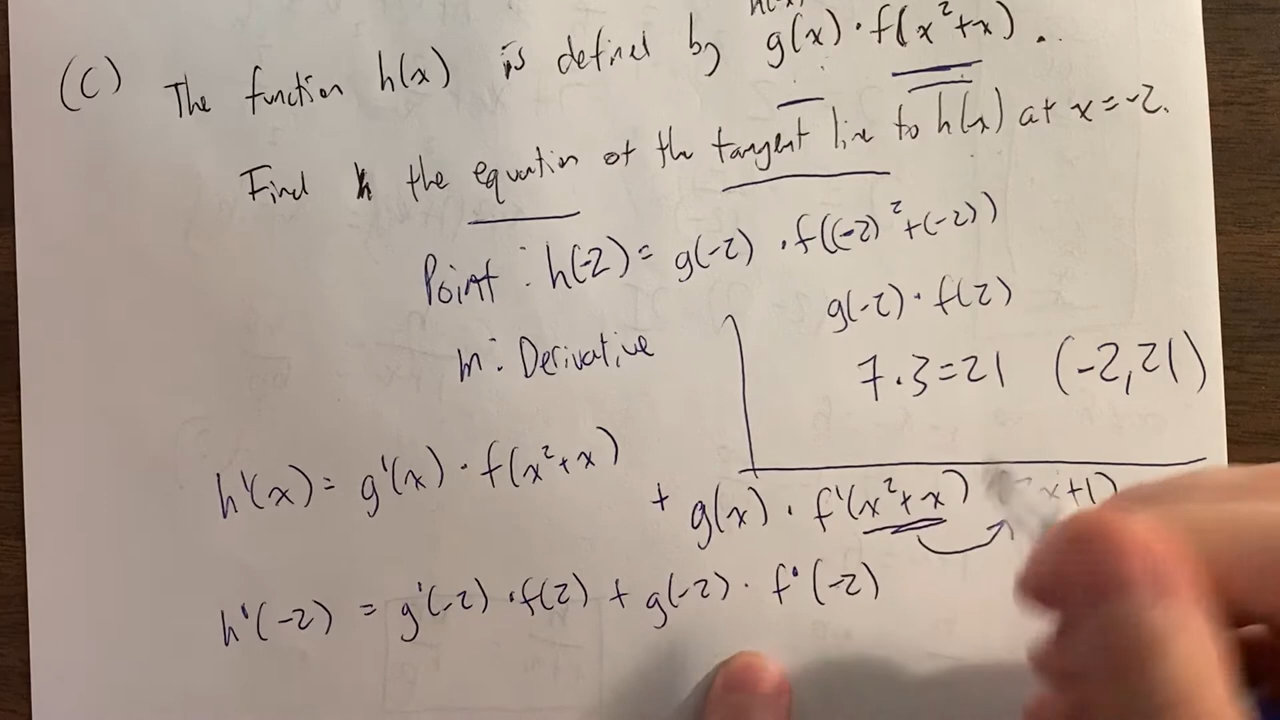 h(x)
(C) The function h(x) is defined by g(x)·f(x²+x).
Find the equation of the tangent line to h(x) at x=-2.
Point: h(-2)= g(-2) ·f((-2)²+(-2))
g(-2)·f(2)
m: Derivative
7·3=21 (-2,21)
h'(x)= g'(x)·f(x²+x)
+ g(x)·f'(x²+x) x+1)
h'(-2) = g'(-2)·f(2) + g(-2)·f'(-2)